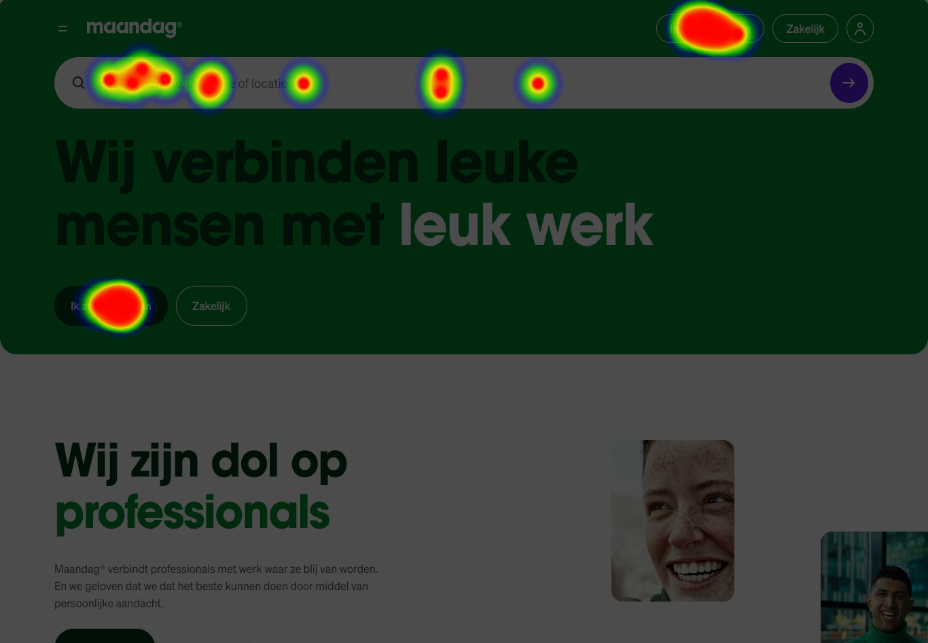 maandag®
Zakelijk
e of locatie
Wij verbinden leuke
mensen met leuk werk
Ik z n
Zakelijk
Wij zijn dol op
professionals
Maandag® verbindt professionals met werk waar ze blij van worden.
En we geloven dat we dat het beste kunnen doen door middel van
persoonlijke aandacht.